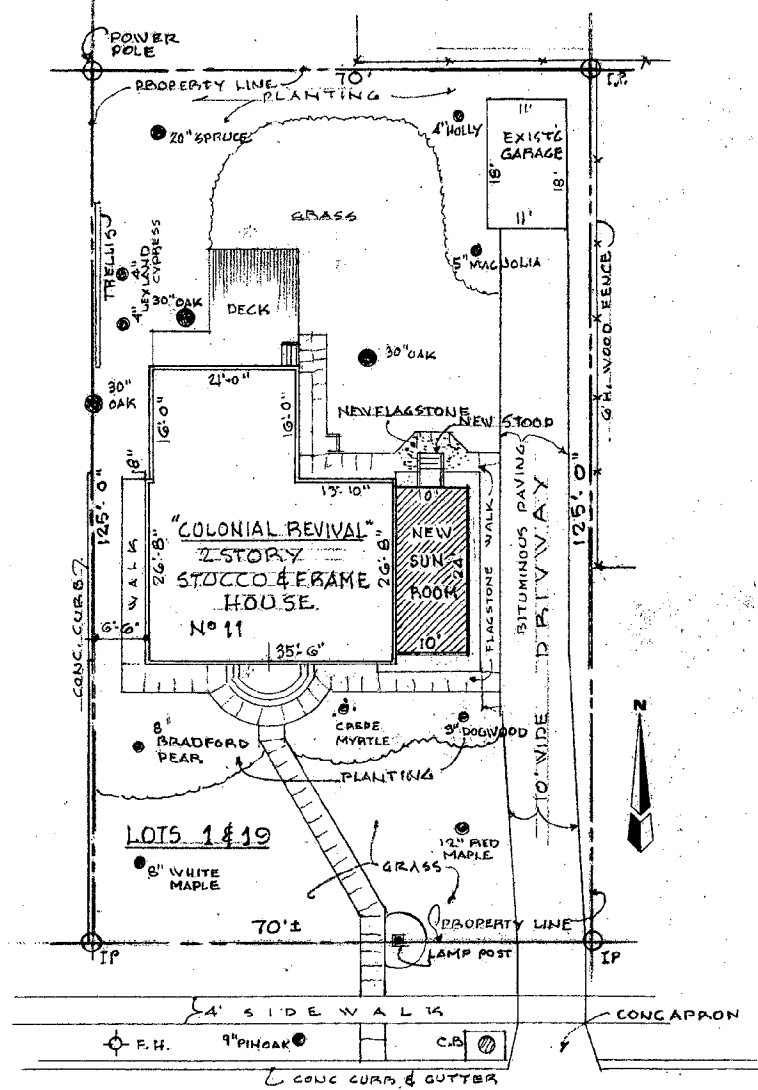 POWER
POLE
I.P.
PROPERTY LINE
70'
PLANTING
20" SPRUCE
4" HOLLY
11'
EXIST'G
GARAGE
18'
18'
11'
GRASS
5" MAGNOLIA
TRELLIS
4"
4"
LEYLAND
CYPRESS
30" OAK
DECK
30" OAK
6' H. WOOD FENCE
21'-0"
30"
OAK
16'-0"
16'-0"
NEW FLAGSTONE
NEW STOOP
18"
13'-10"
10'
125'-0"
125'-0"
CONC. CURB
WALK
26'-8"
"COLONIAL REVIVAL"
2 STORY
STUCCO & FRAME
HOUSE.
Nº 11
26'-8"
NEW
SUN
ROOM
24'
10'
FLAGSTONE WALK
BITUMINOUS PAVING
10' WIDE DRIVWAY
6'-6"
35'-6"
N
8"
BRADFORD
PEAR
CREPE
MYRTLE
DOGWOOD
PLANTING
LOTS 1 & 19
8" WHITE
MAPLE
12" RED
MAPLE
GRASS
70'±
PROPERTY LINE
LAMP POST
IP
IP
4' SIDEWALK
CONC APRON
F.H.
9" PINOAK
C.B.
CONC CURB & GUTTER